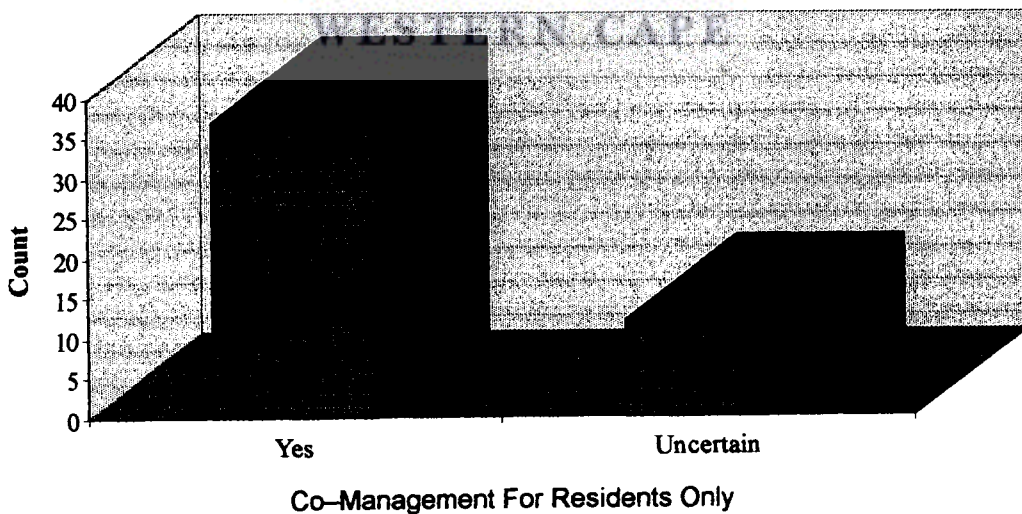 WESTERN CAPE
40
35
30
25
20
15
10
5
0
Count
Yes Uncertain
Co–Management For Residents Only